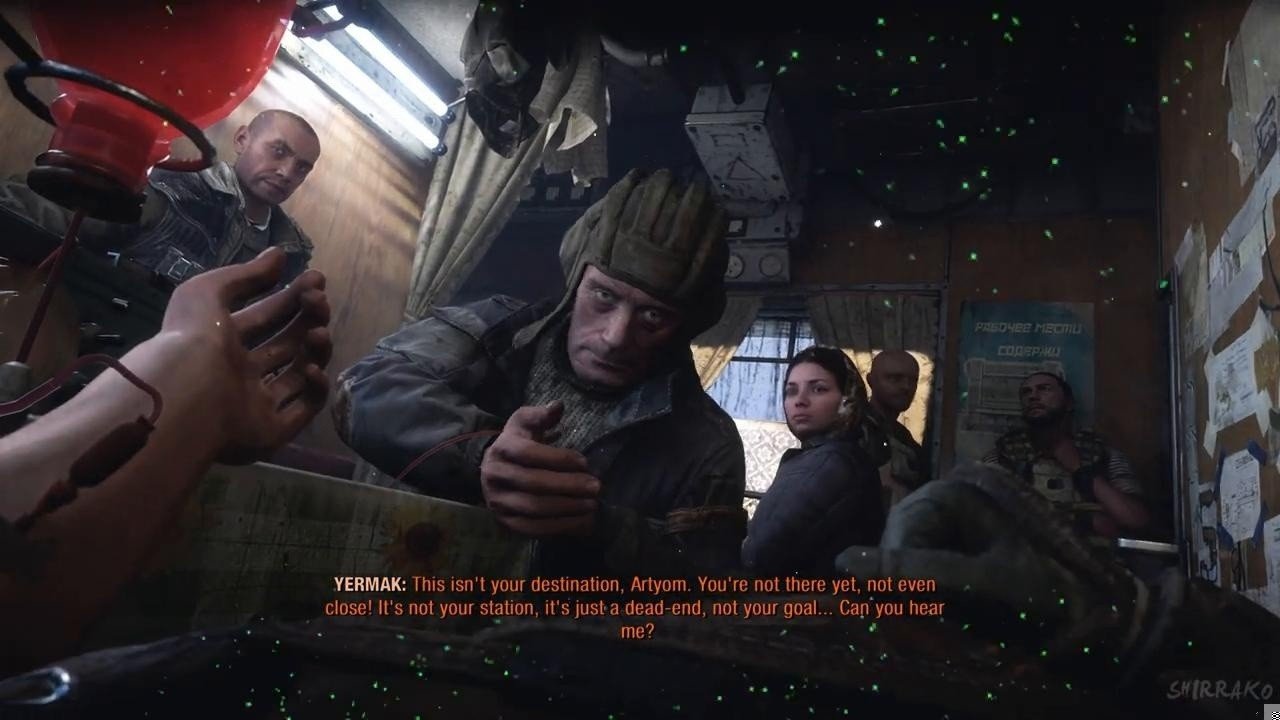 РАБОЧЕЕ МЕСТО
СОДЕРЖИ
YERMAK: This isn't your destination, Artyom. You're not there yet, not even
close! It's not your station, it's just a dead-end, not your goal... Can you hear
me?
SHIRRAKO